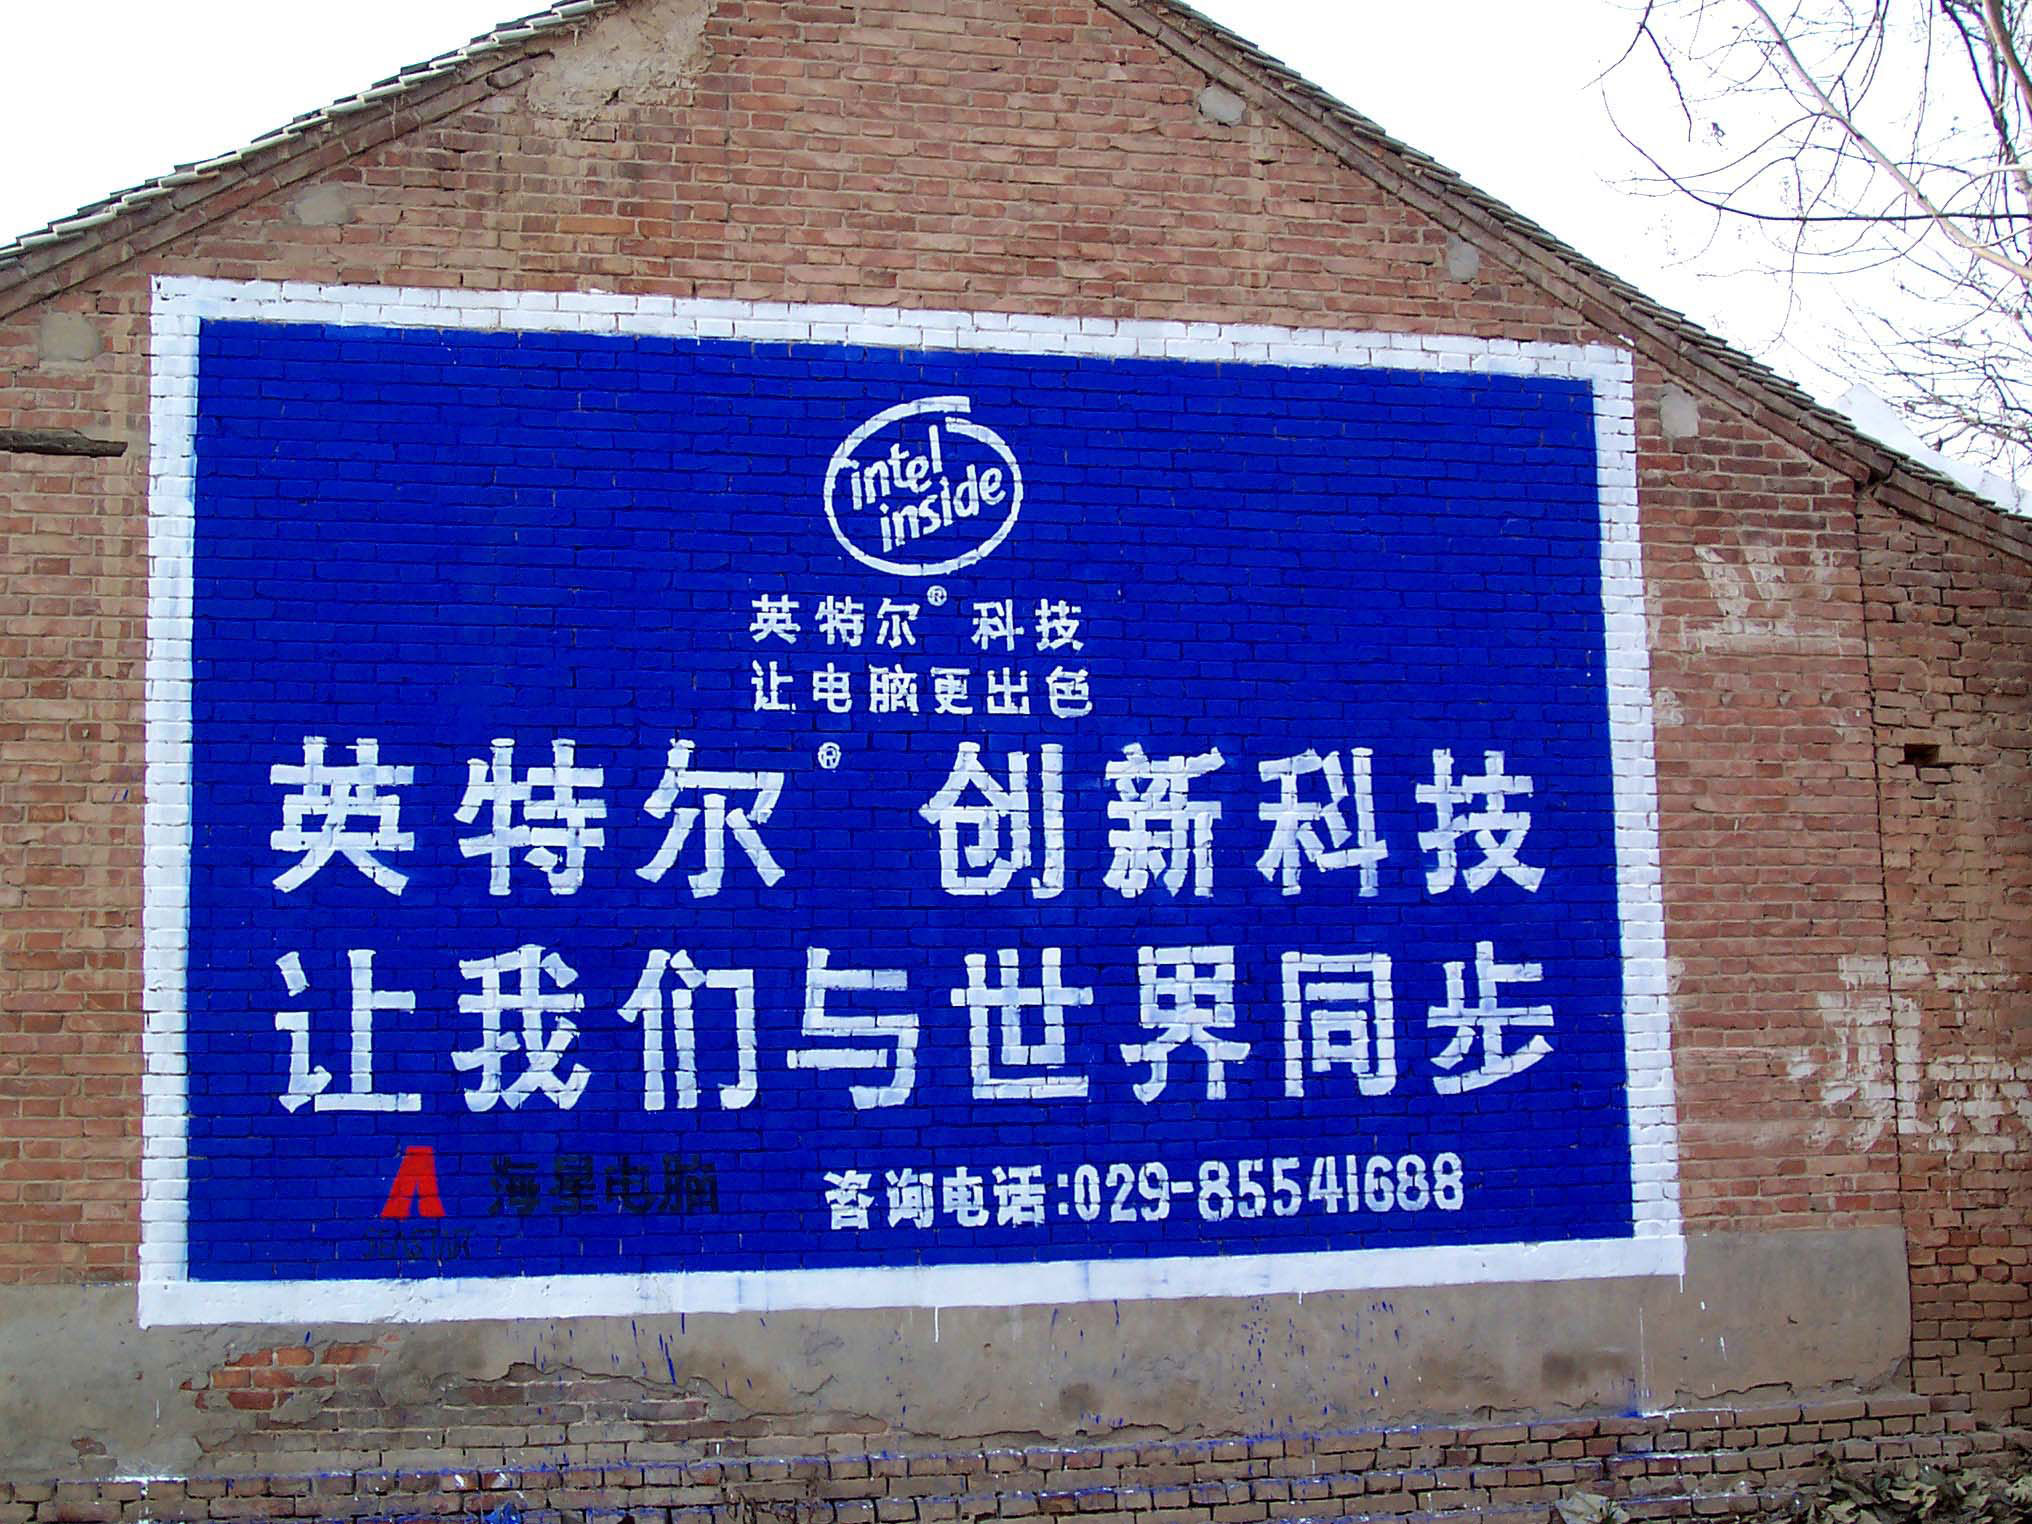 intel
inside
英特尔® 科技
让电脑更出色
英特尔® 创新科技
让我们与世界同步
海星电脑 咨询电话:029-85541688
SEASTAR